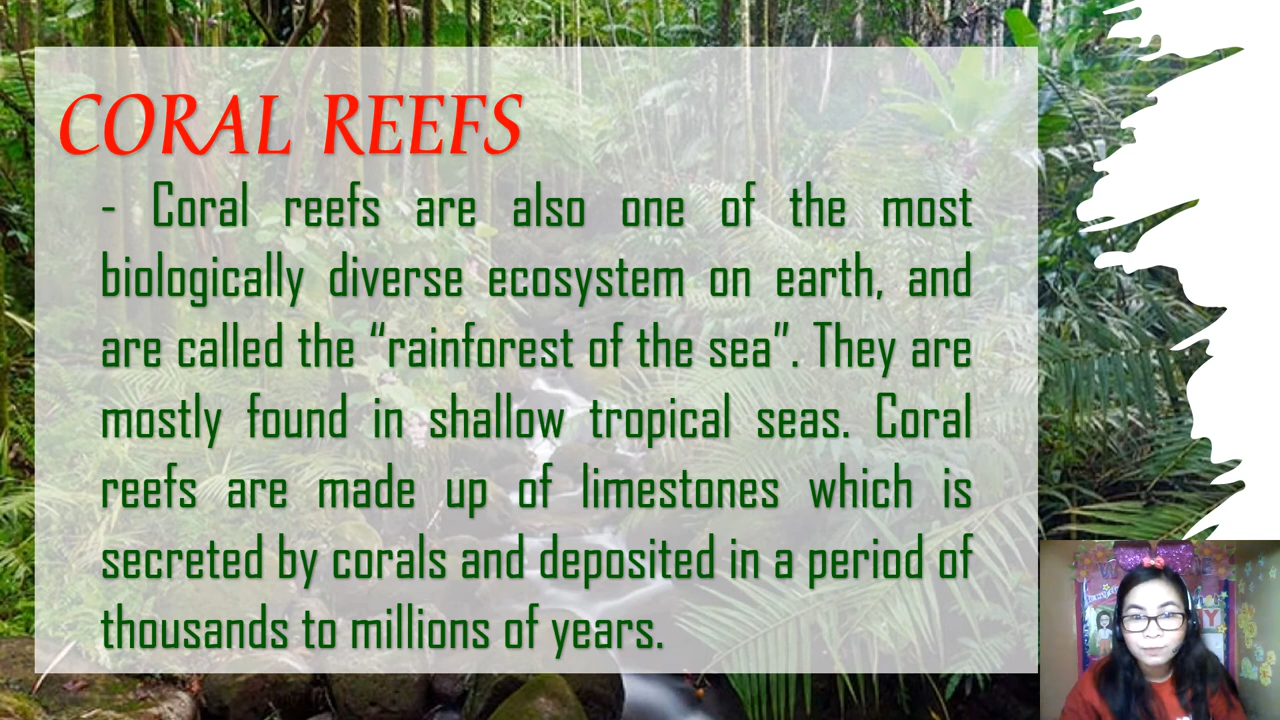 CORAL REEFS
- Coral reefs are also one of the most
biologically diverse ecosystem on earth, and
are called the “rainforest of the sea”. They are
mostly found in shallow tropical seas. Coral
reefs are made up of limestones which is
secreted by corals and deposited in a period of
thousands to millions of years.